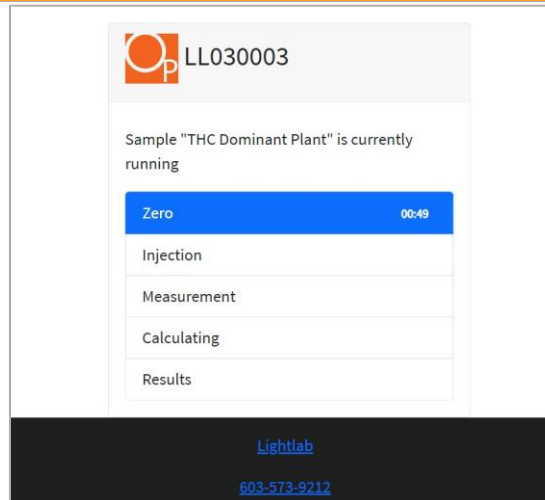 OP LL030003
Sample "THC Dominant Plant" is currently
running
Zero 00:49
Injection
Measurement
Calculating
Results
Lightlab
603-573-9212